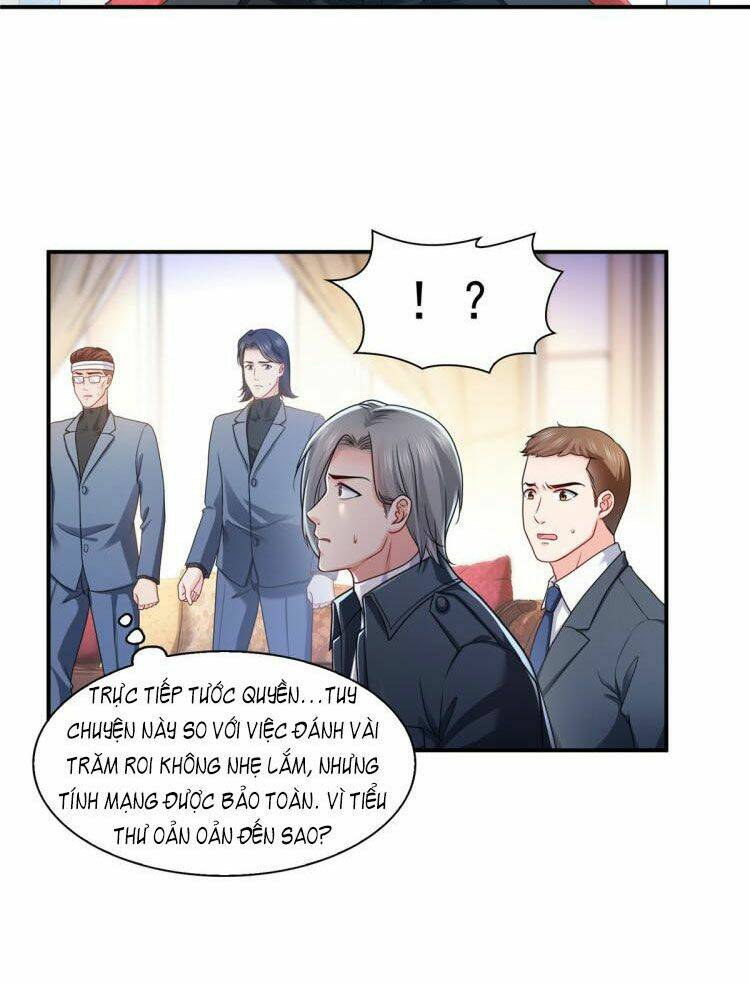 ! ?
TRỰC TIẾP TƯỚC QUYỀN...TUY
CHUYỆN NÀY SO VỚI VIỆC ĐÁNH VÀI
TRĂM ROI KHÔNG NHẸ LẮM, NHƯNG
TÍNH MẠNG ĐƯỢC BẢO TOÀN. VÌ TIỂU
THƯ OẢN OẢN ĐẾN SAO?